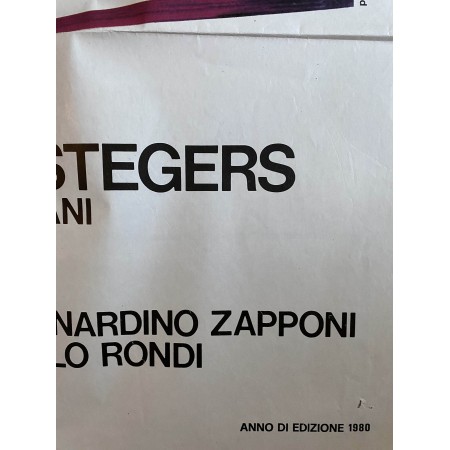 STEGERS
ANI
NARDINO ZAPPONI
LO RONDI
ANNO DI EDIZIONE 1980